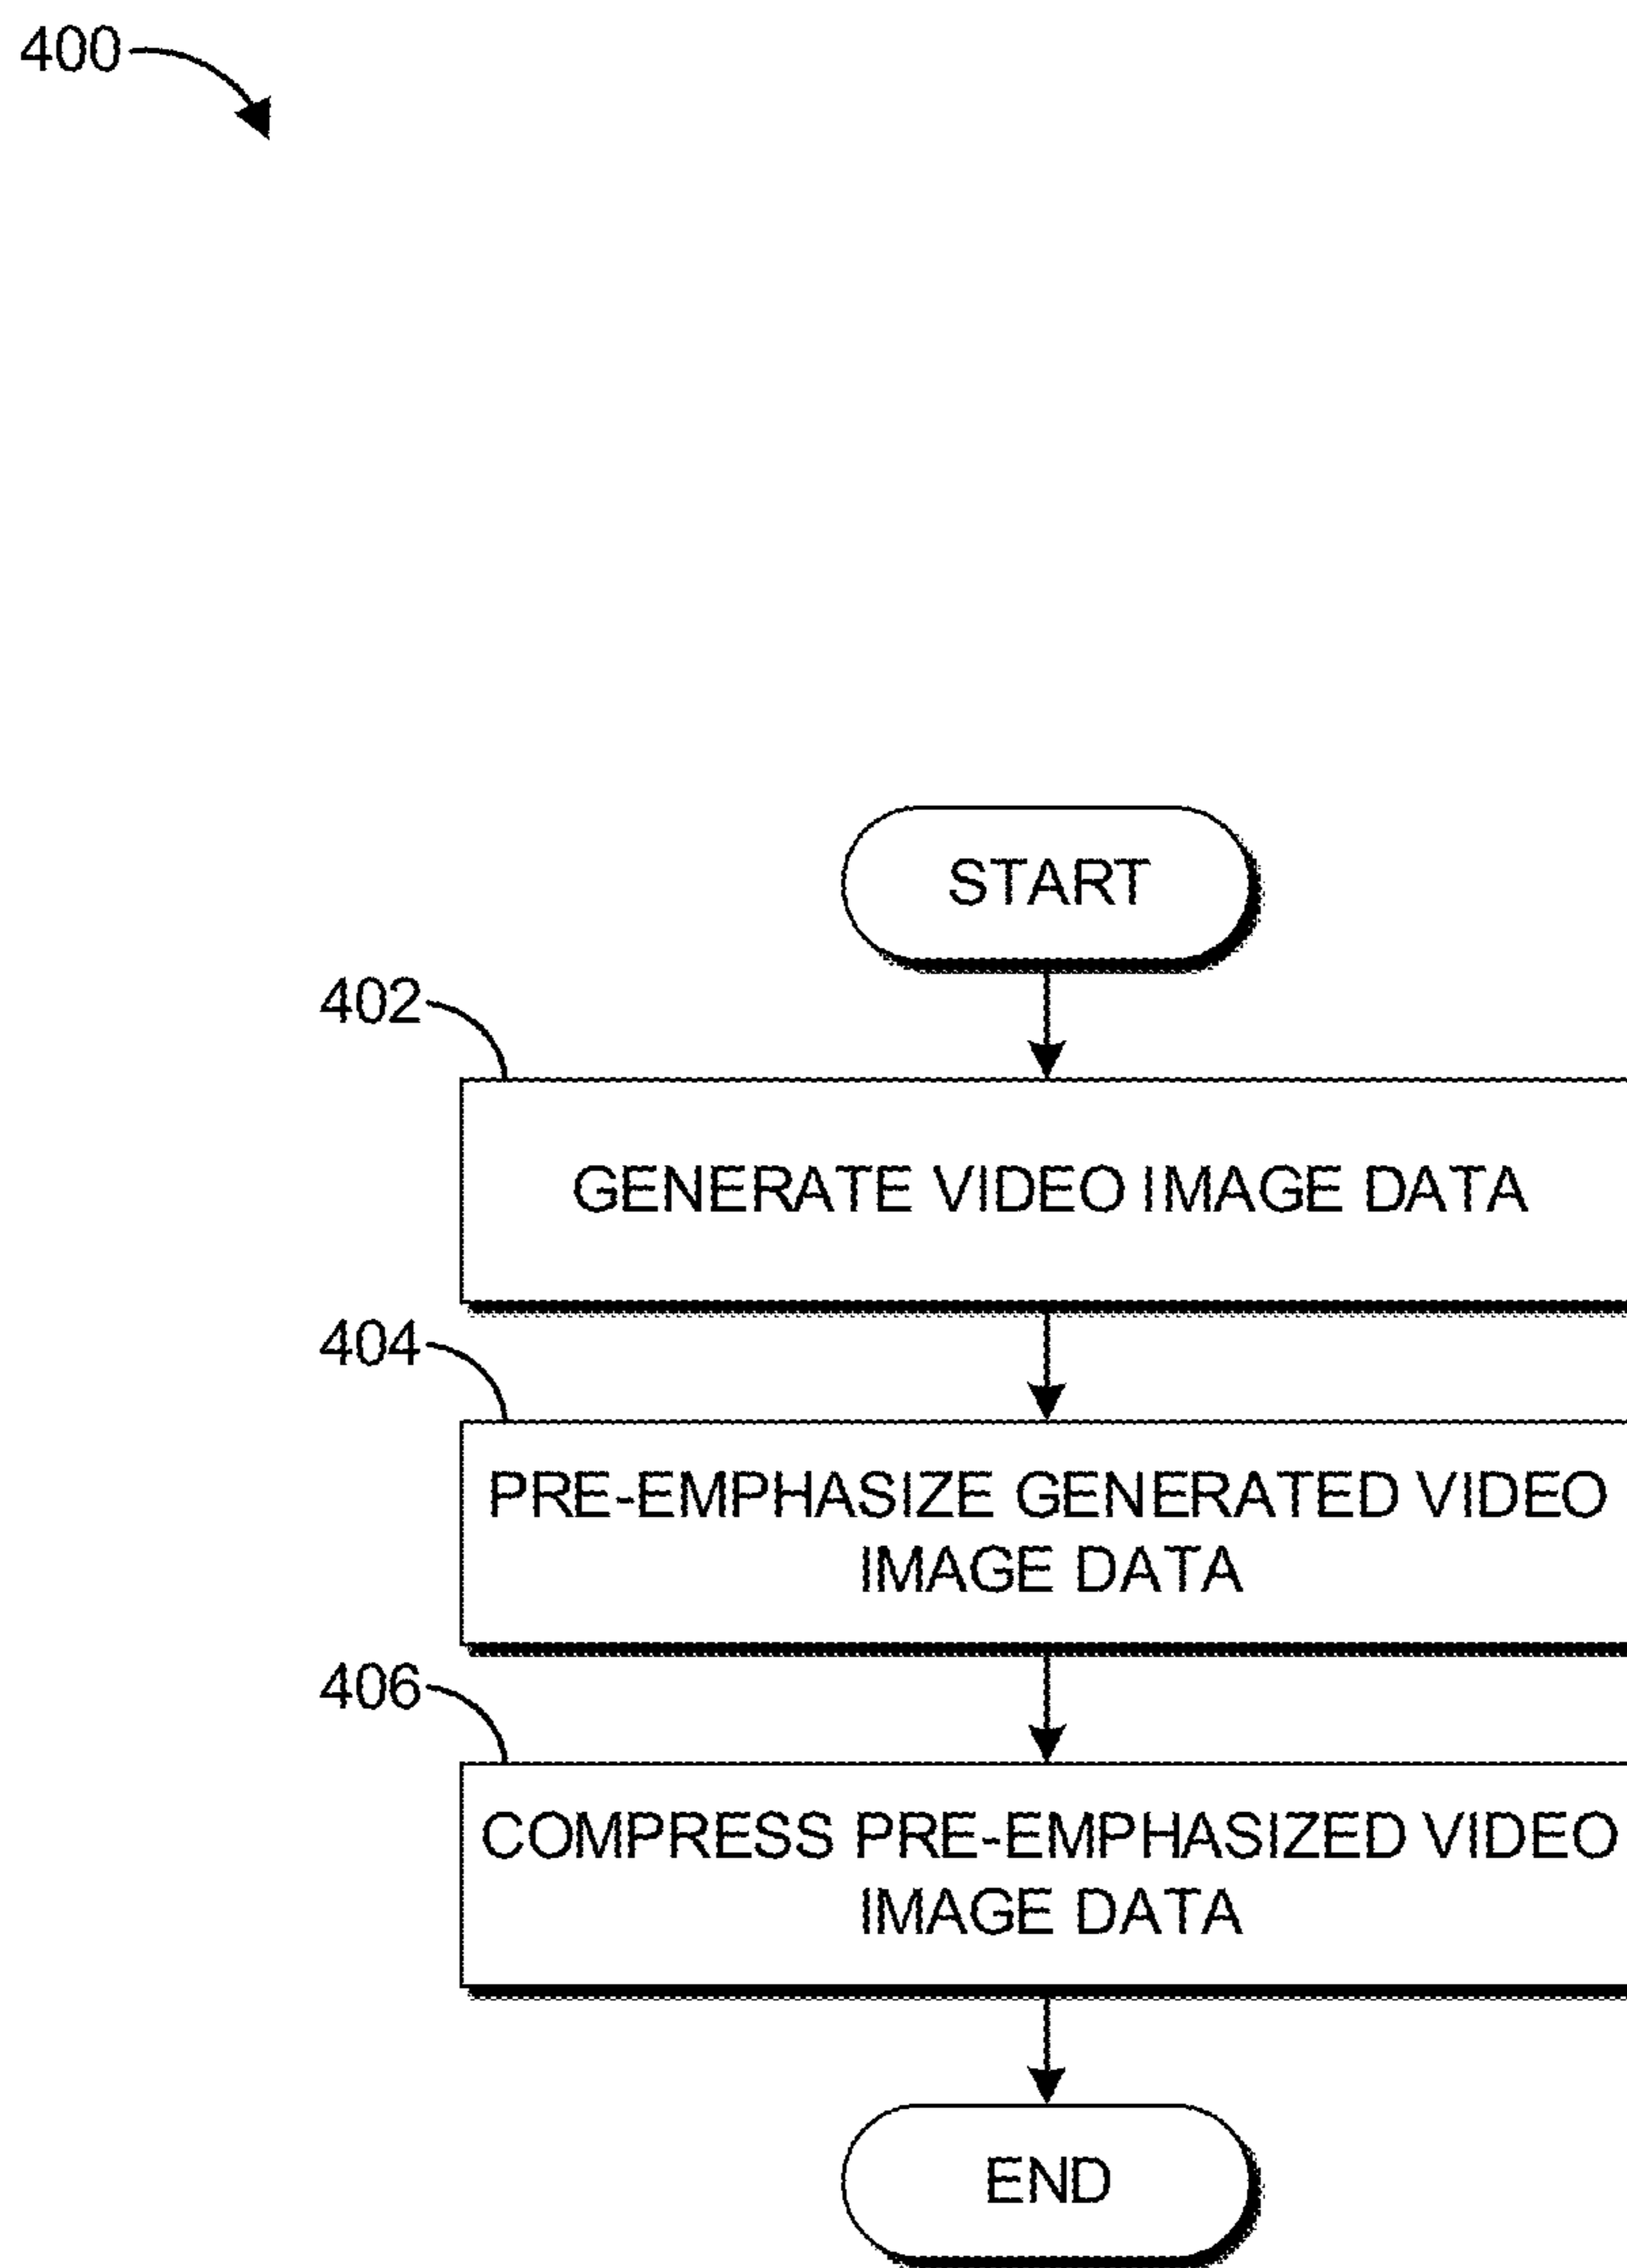 400
START
402
GENERATE VIDEO IMAGE DATA
404
PRE-EMPHASIZE GENERATED VIDEO
IMAGE DATA
406
COMPRESS PRE-EMPHASIZED VIDEO
IMAGE DATA
END